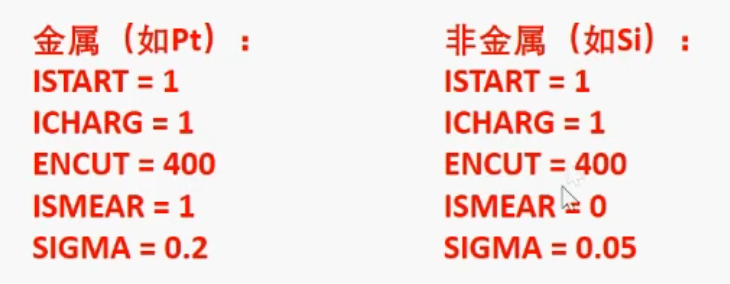 金属（如Pt）：
ISTART = 1
ICHARG = 1
ENCUT = 400
ISMEAR = 1
SIGMA = 0.2
非金属（如Si）：
ISTART = 1
ICHARG = 1
ENCUT = 400
ISMEAR = 0
SIGMA = 0.05